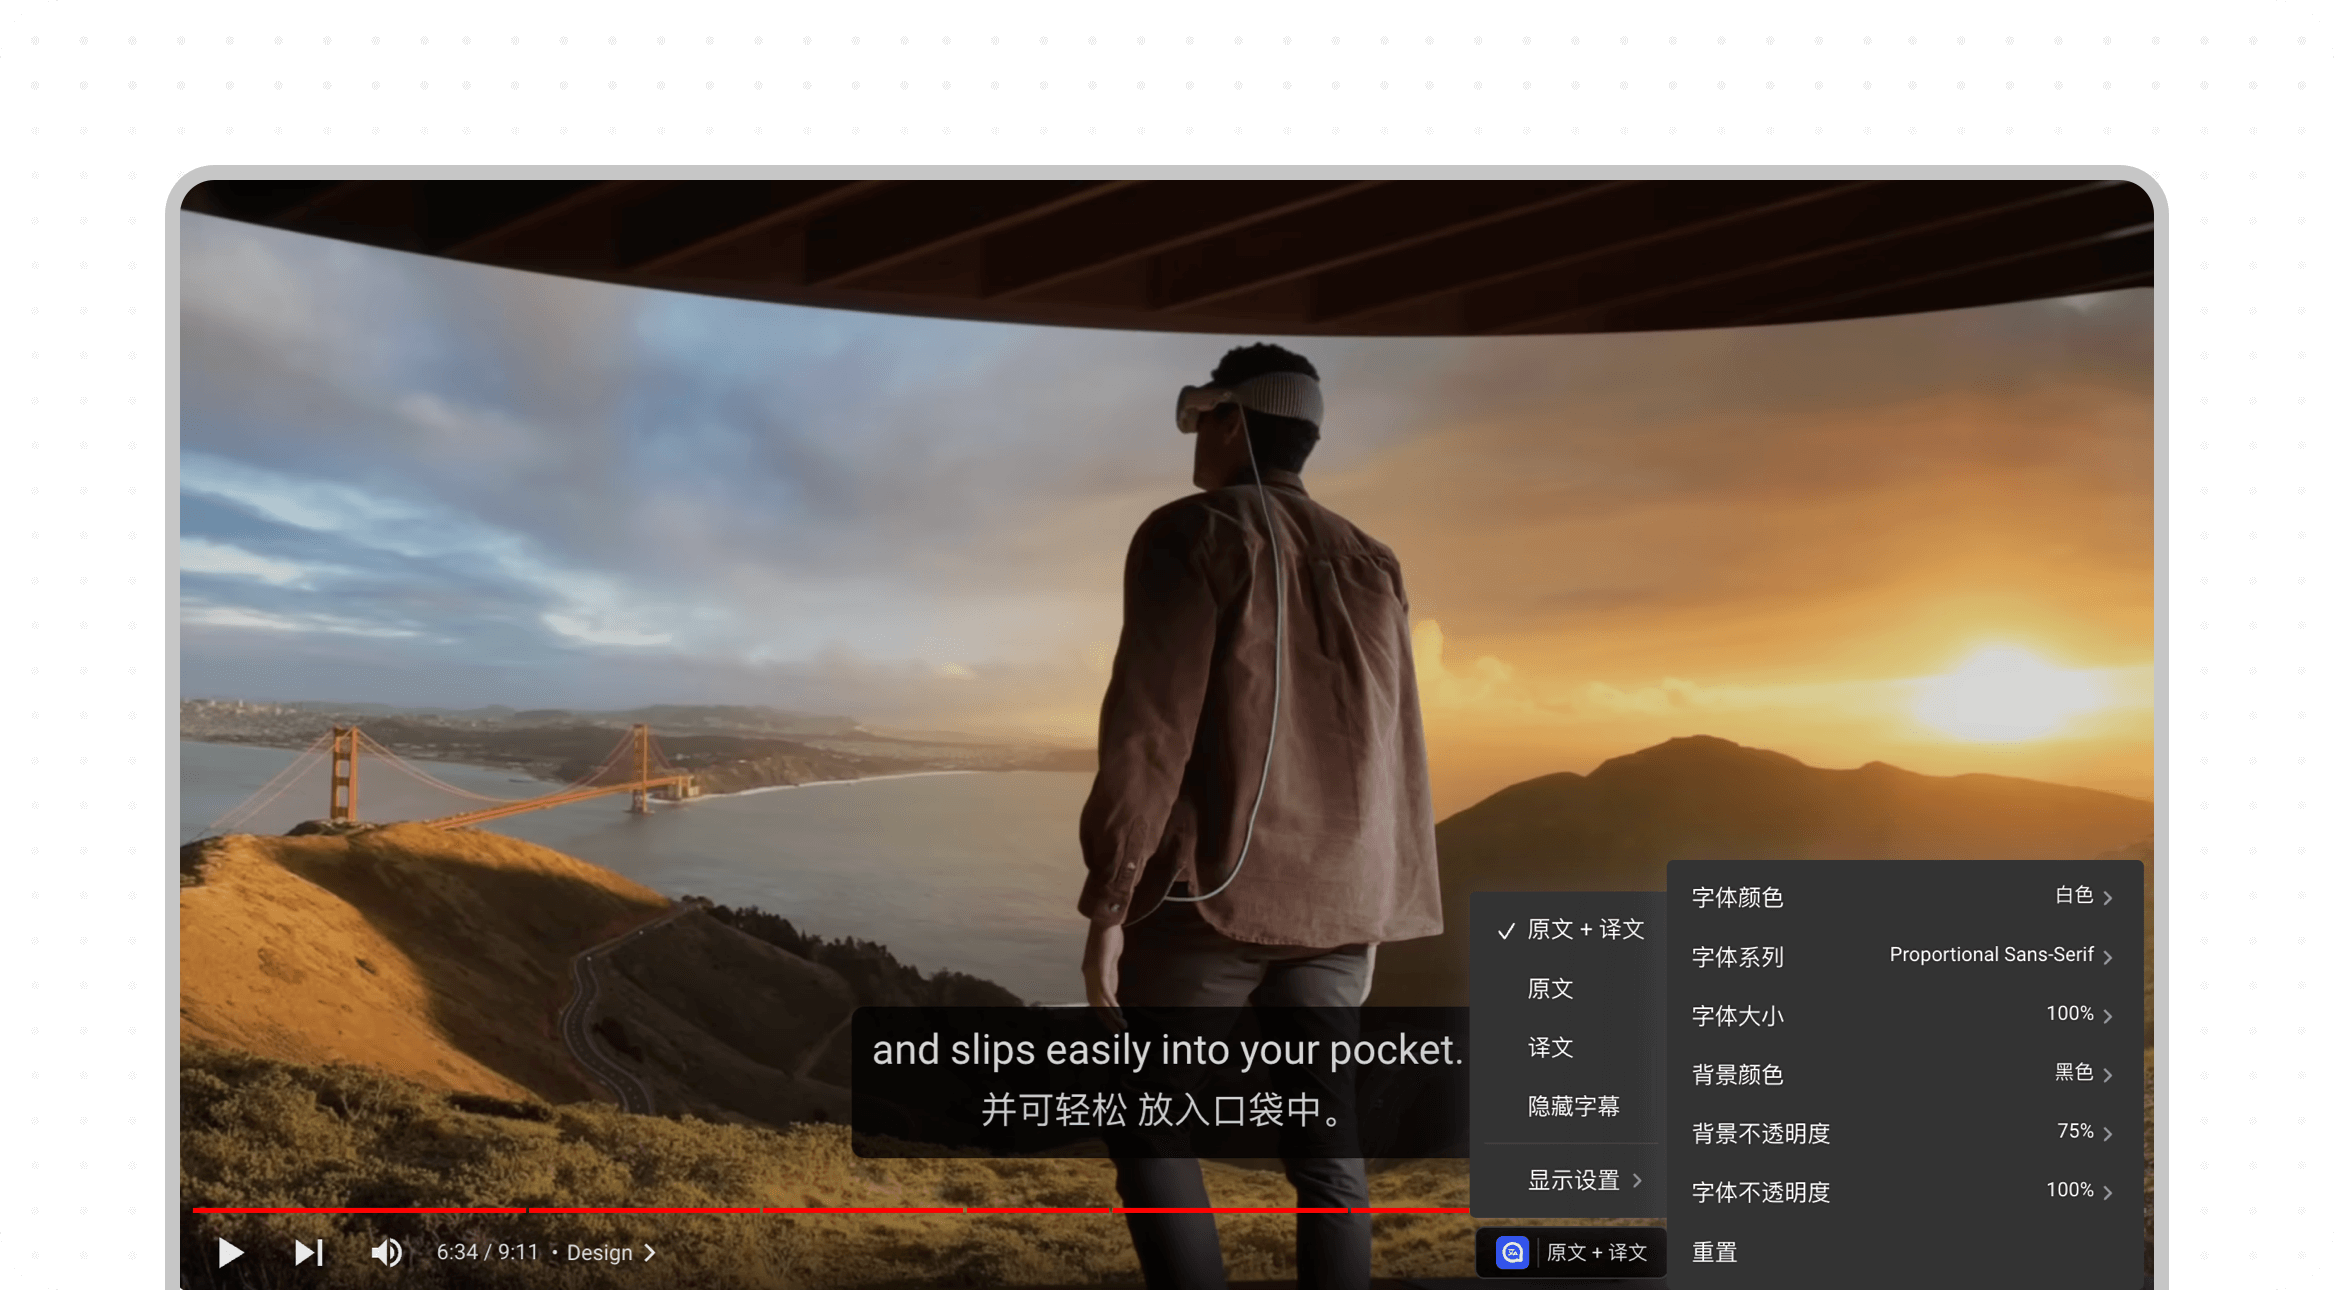 and slips easily into your pocket.
并可轻松 放入口袋中。
6:34 / 9:11 • Design
原文 + 译文
原文
译文
隐藏字幕
显示设置
原文 + 译文
字体颜色 白色
字体系列 Proportional Sans-Serif
字体大小 100%
背景颜色 黑色
背景不透明度 75%
字体不透明度 100%
重置